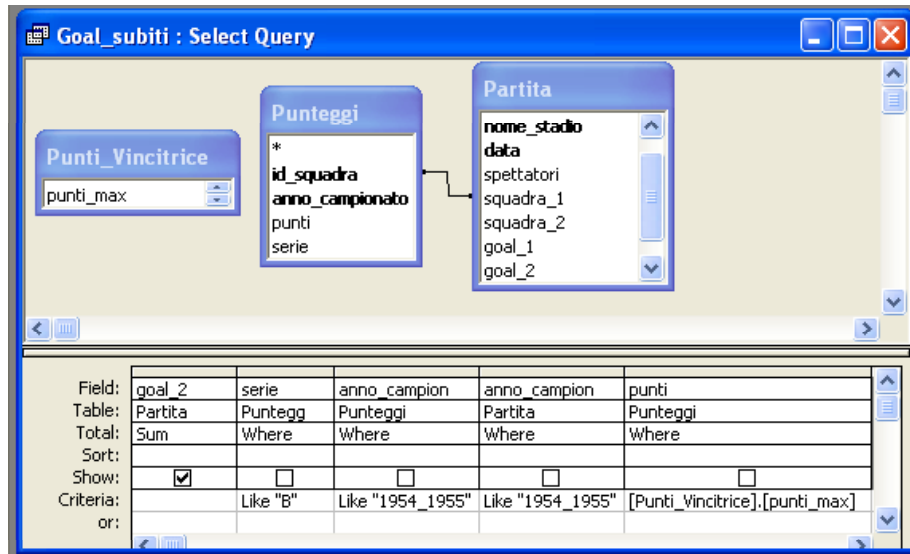 Goal_subiti : Select Query
Punti_Vincitrice
punti_max
Punteggi
*
id_squadra
anno_campionato
punti
serie
Partita
nome_stadio
data
spettatori
squadra_1
squadra_2
goal_1
goal_2
Field: goal_2 serie anno_campion anno_campion punti
Table: Partita Puntegg Punteggi Partita Punteggi
Total: Sum Where Where Where Where
Sort:
Show:
Criteria: Like "B" Like "1954_1955" Like "1954_1955" [Punti_Vincitrice].[punti_max]
or: